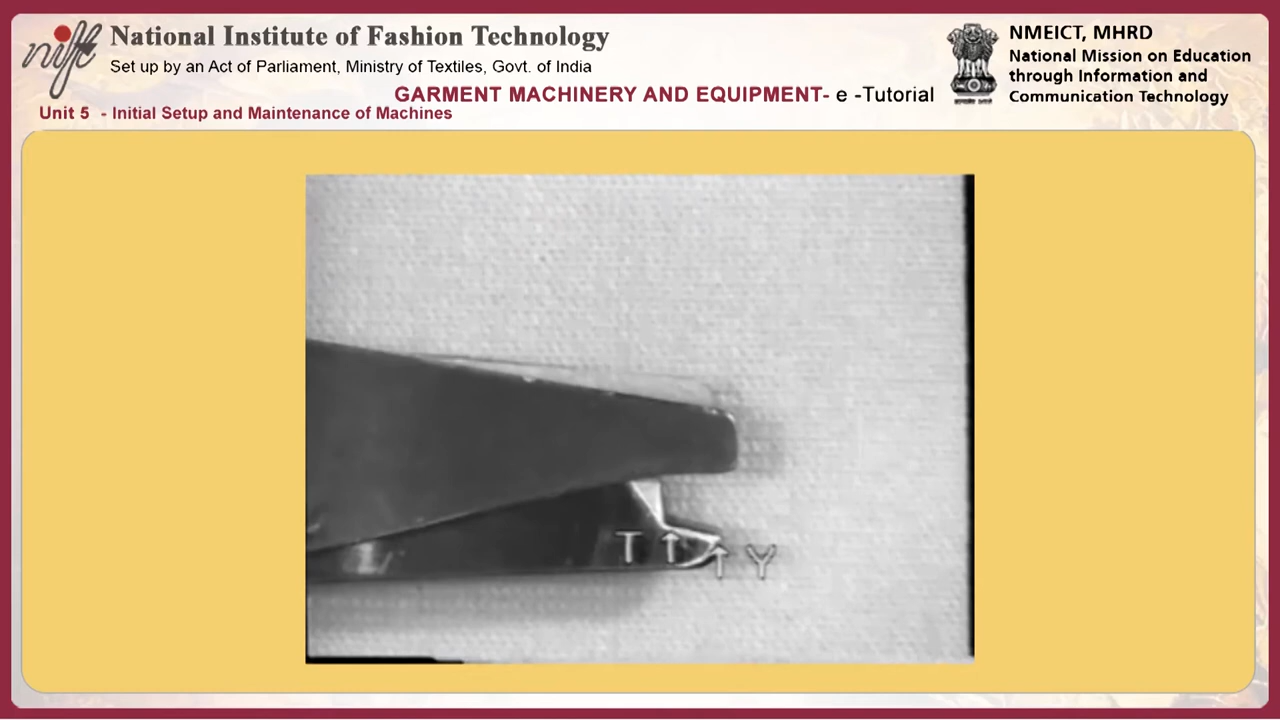 nift
National Institute of Fashion Technology
Set up by an Act of Parliament, Ministry of Textiles, Govt. of India
GARMENT MACHINERY AND EQUIPMENT- e -Tutorial
Unit 5 - Initial Setup and Maintenance of Machines
NMEICT, MHRD
National Mission on Education
through Information and
Communication Technology
T ↑ ↑ Y